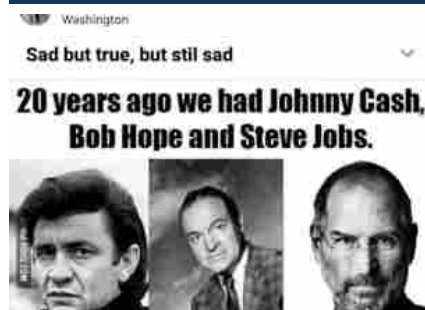 Washington
Sad but true, but stil sad
20 years ago we had Johnny Cash,
Bob Hope and Steve Jobs.